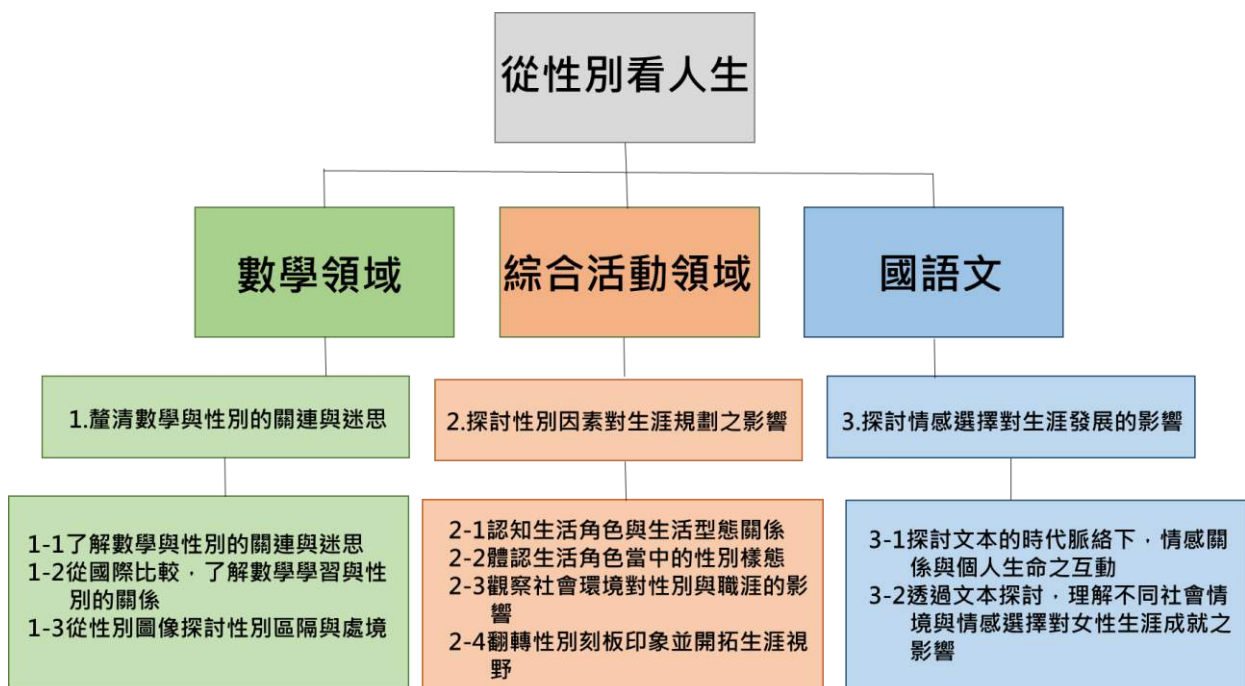 從性別看人生
數學領域
綜合活動領域
國語文
1.釐清數學與性別的關連與迷思
2.探討性別因素對生涯規劃之影響
3.探討情感選擇對生涯發展的影響
1-1了解數學與性別的關連與迷思
1-2從國際比較，了解數學學習與性
別的關係
1-3從性別圖像探討性別區隔與處境
2-1認知生活角色與生活型態關係
2-2體認生活角色當中的性別樣態
2-3觀察社會環境對性別與職涯的影
響
2-4翻轉性別刻板印象並開拓生涯視
野
3-1探討文本的時代脈絡下，情感關
係與個人生命之互動
3-2透過文本探討，理解不同社會情
境與情感選擇對女性生涯成就之
影響